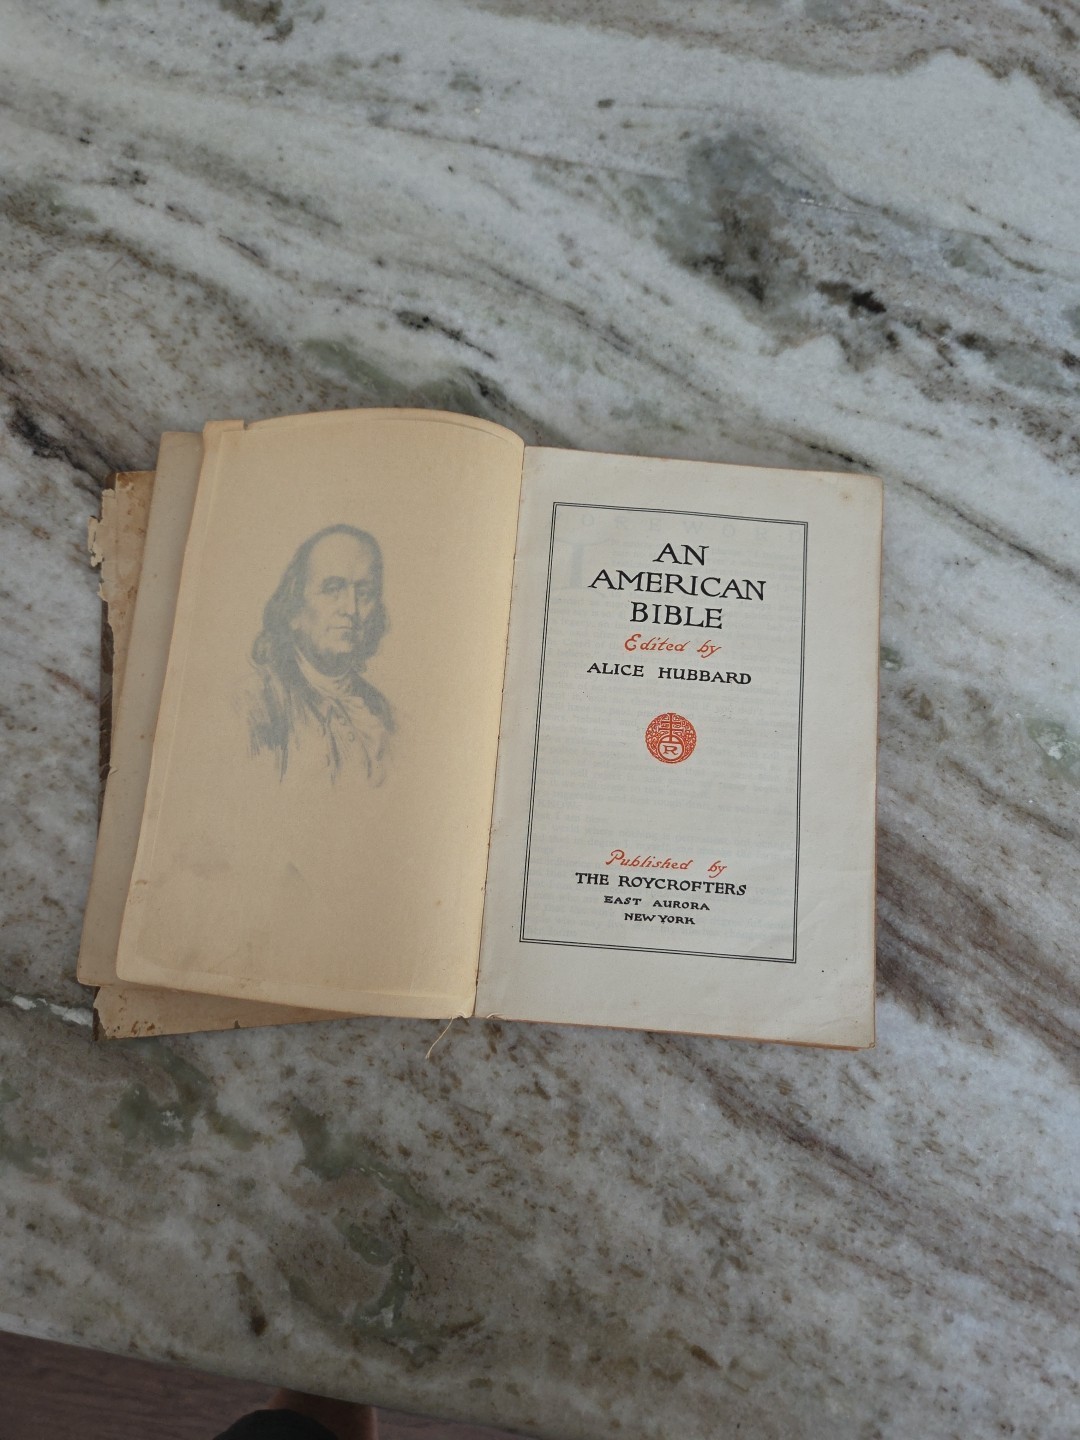 AN
AMERICAN
BIBLE
Edited by
ALICE HUBBARD
R
Published by
THE ROYCROFTERS
EAST AURORA
NEW YORK